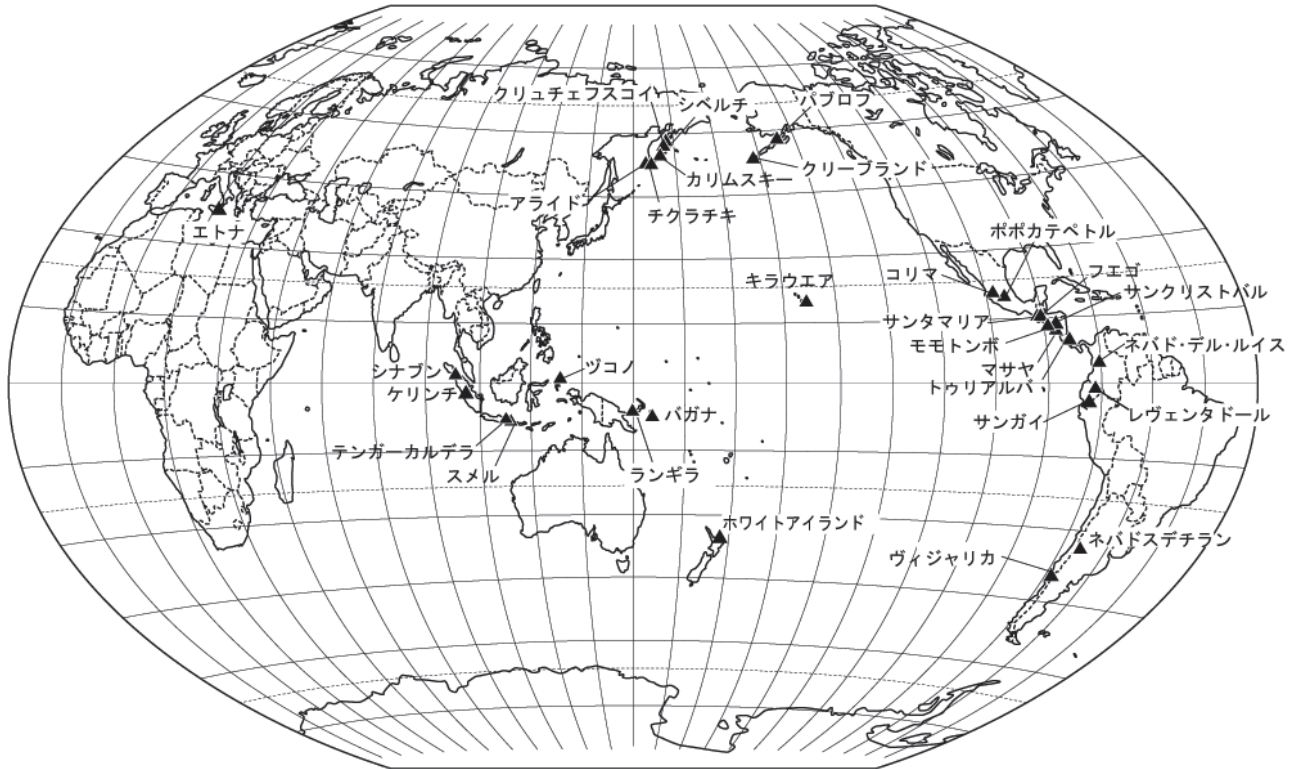 クリュチェフスコイ
シベルチ
パブロフ
カリムスキー
クリーブランド
アライド
チクラチキ
エトナ
ポポカテペトル
キラウエア
コリマ
フエゴ
サンクリストバル
サンタマリア
モモトンボ
ネバド・デル・ルイス
マサヤ
トゥリアルバ
シナブン
ヅコノ
ケリンチ
バガナ
サンガイ
レヴェンタドール
テンガーカルデラ
スメル
ランギラ
ホワイトアイランド
ネバドスデチラン
ヴィジャリカ